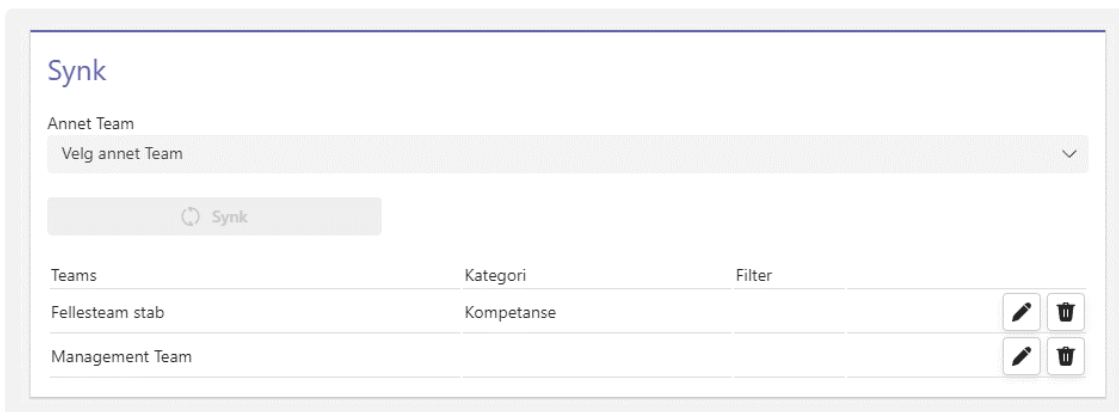 Synk
Annet Team
Velg annet Team
Synk
Teams Kategori Filter
Fellesteam stab Kompetanse
Management Team